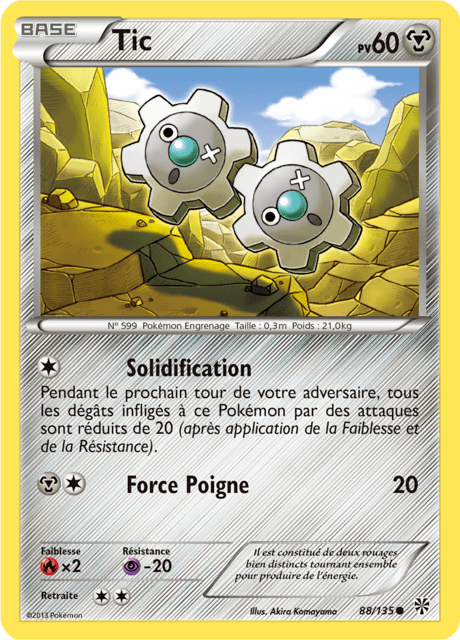 BASE
Tic
PV60
N° 599 Pokémon Engrenage Taille : 0,3m Poids : 21,0kg
Solidification
Pendant le prochain tour de votre adversaire, tous
les dégâts infligés à ce Pokémon par des attaques
sont réduits de 20 (après application de la Faiblesse et
de la Résistance).
Force Poigne 20
Faiblesse Résistance
×2 -20
Retraite
Il est constitué de deux rouages
bien distincts tournant ensemble
pour produire de l'énergie.
©2013 Pokémon
Illus. Akira Komayama 88/135